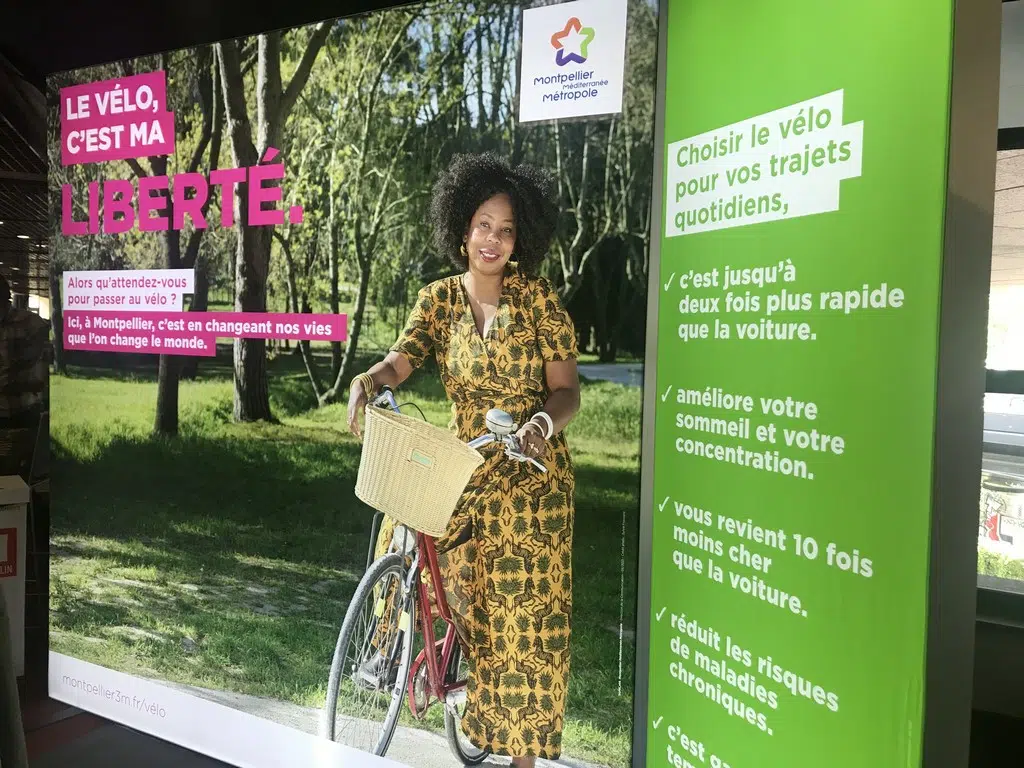 LE VÉLO,
C'EST MA
LIBERTÉ.
Alors qu'attendez-vous
pour passer au vélo ?
Ici, à Montpellier, c'est en changeant nos vies
que l'on change le monde.
montpellier3m.fr/vélo
Montpellier
Méditerranée
Métropole
Choisir le vélo
pour vos trajets
quotidiens,
✓ c'est jusqu'à
deux fois plus rapide
que la voiture.
✓ améliore votre
sommeil et votre
concentration.
✓ vous revient 10 fois
moins cher
que la voiture.
✓ réduit les risques
de maladies
chroniques.
✓ c'est